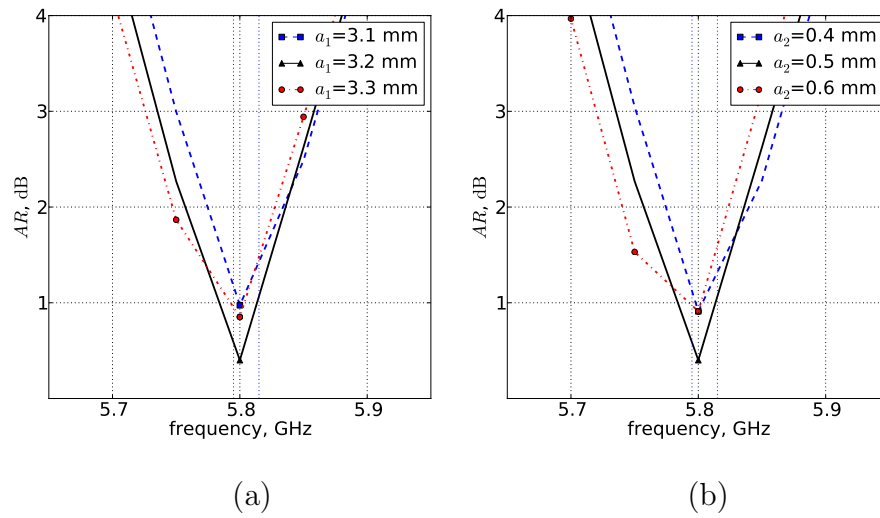 4
3
2
1
AR, dB
a1=3.1 mm
a1=3.2 mm
a1=3.3 mm
5.7 5.8 5.9
frequency, GHz
(a)
4
3
2
1
AR, dB
a2=0.4 mm
a2=0.5 mm
a2=0.6 mm
5.7 5.8 5.9
frequency, GHz
(b)